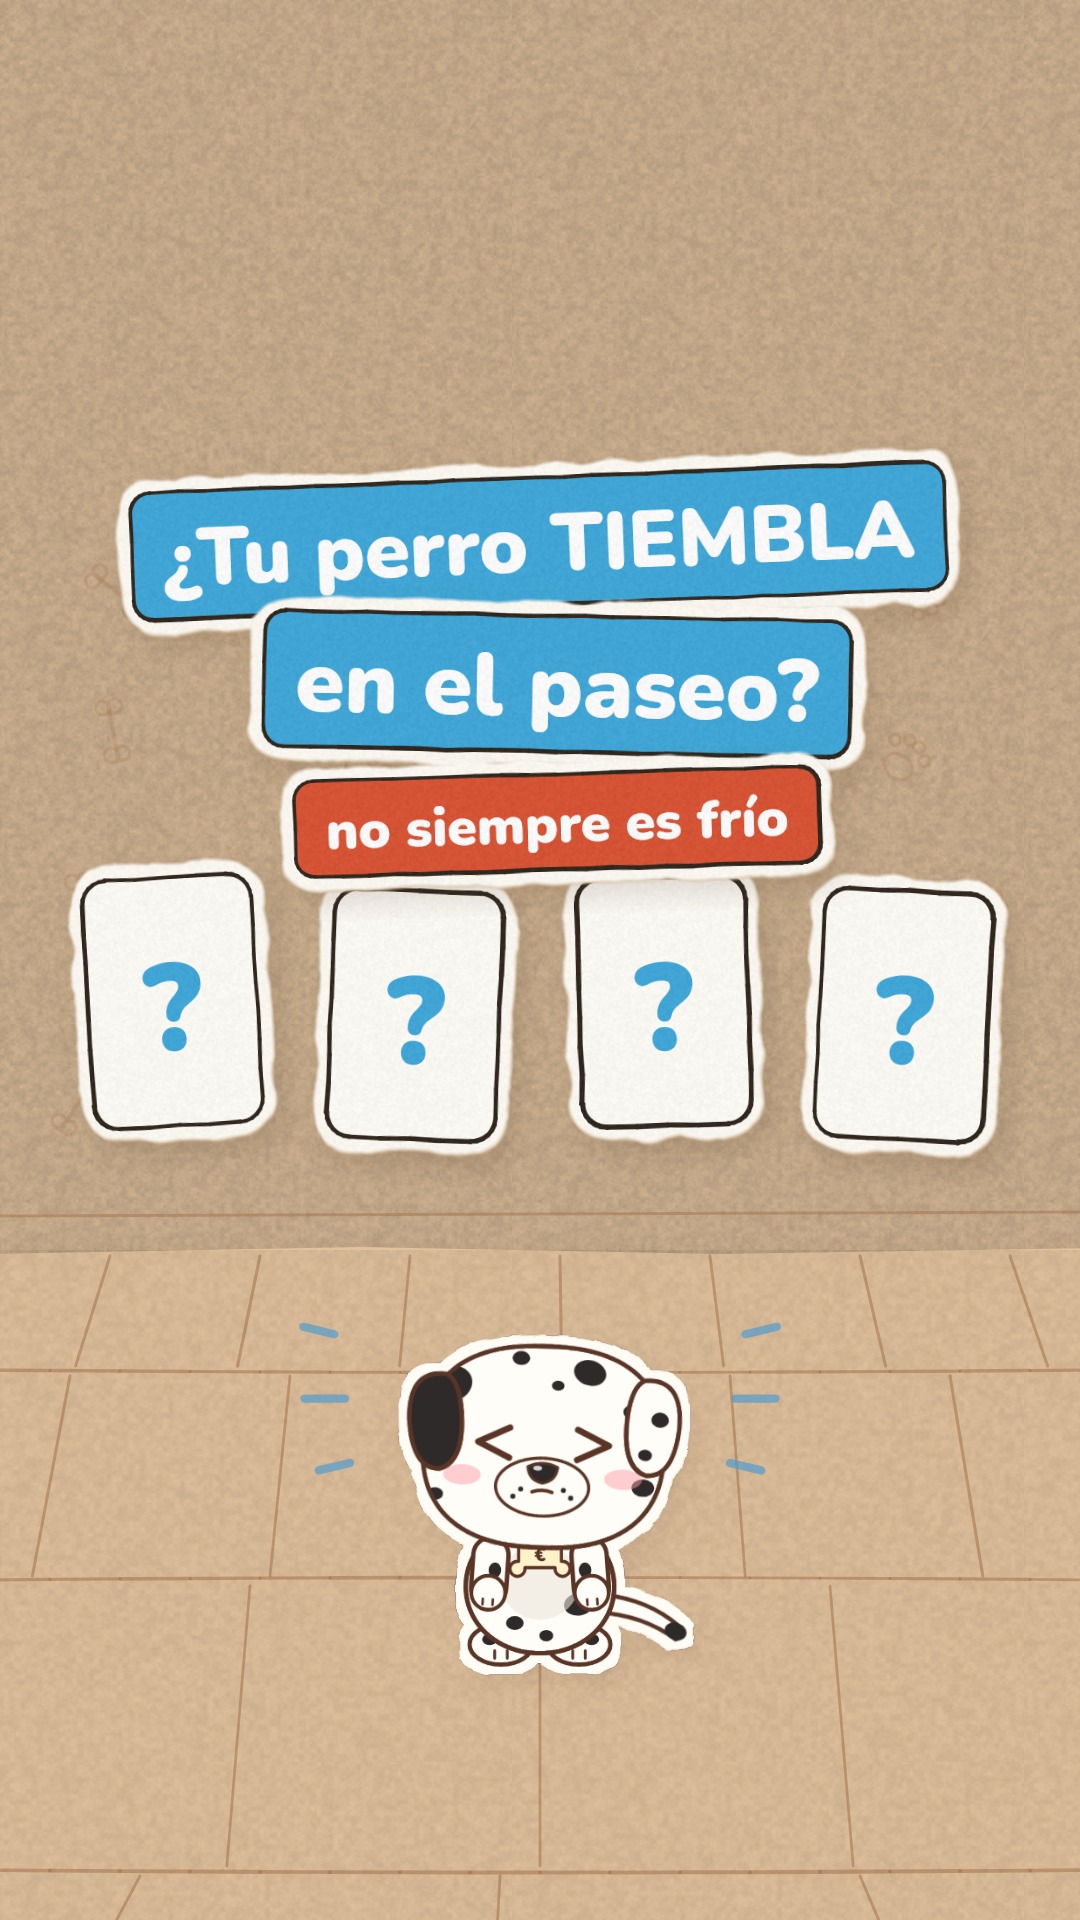 ¿Tu perro TIEMBLA
en el paseo?
no siempre es frío
? ? ? ?
€